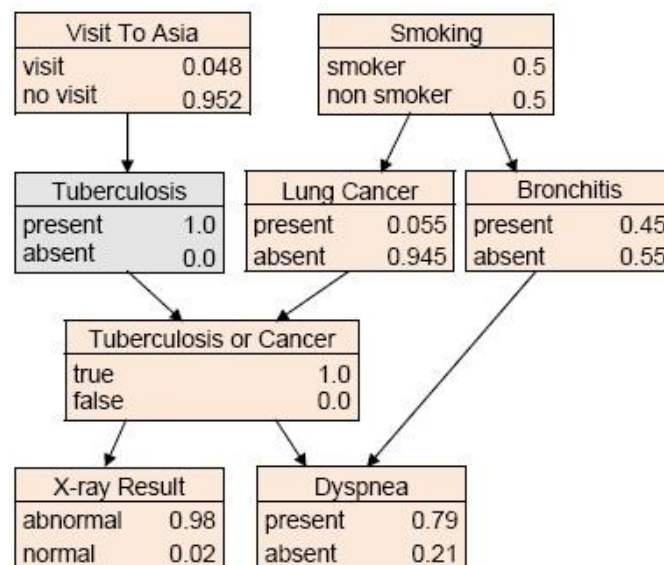 Visit To Asia
visit 0.048
no visit 0.952
Smoking
smoker 0.5
non smoker 0.5
Tuberculosis
present 1.0
absent 0.0
Lung Cancer
present 0.055
absent 0.945
Bronchitis
present 0.45
absent 0.55
Tuberculosis or Cancer
true 1.0
false 0.0
X-ray Result
abnormal 0.98
normal 0.02
Dyspnea
present 0.79
absent 0.21